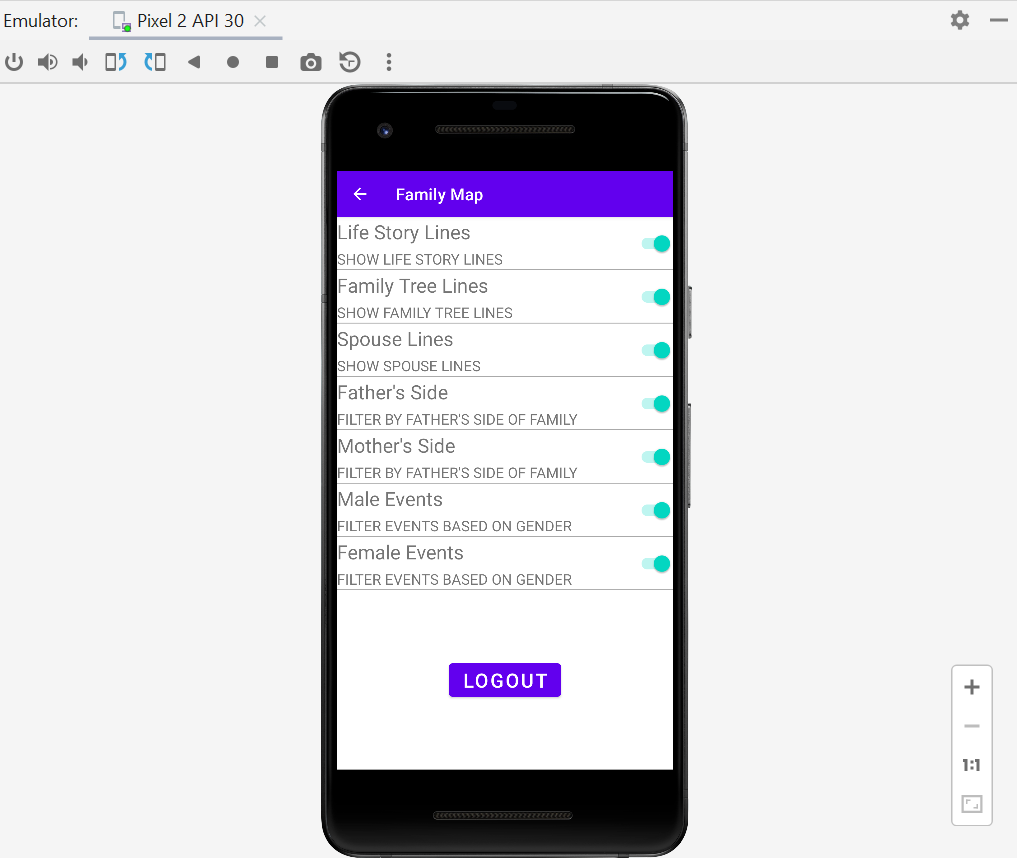 Emulator: Pixel 2 API 30
Family Map
Life Story Lines
SHOW LIFE STORY LINES
Family Tree Lines
SHOW FAMILY TREE LINES
Spouse Lines
SHOW SPOUSE LINES
Father's Side
FILTER BY FATHER'S SIDE OF FAMILY
Mother's Side
FILTER BY FATHER'S SIDE OF FAMILY
Male Events
FILTER EVENTS BASED ON GENDER
Female Events
FILTER EVENTS BASED ON GENDER
LOGOUT
1:1